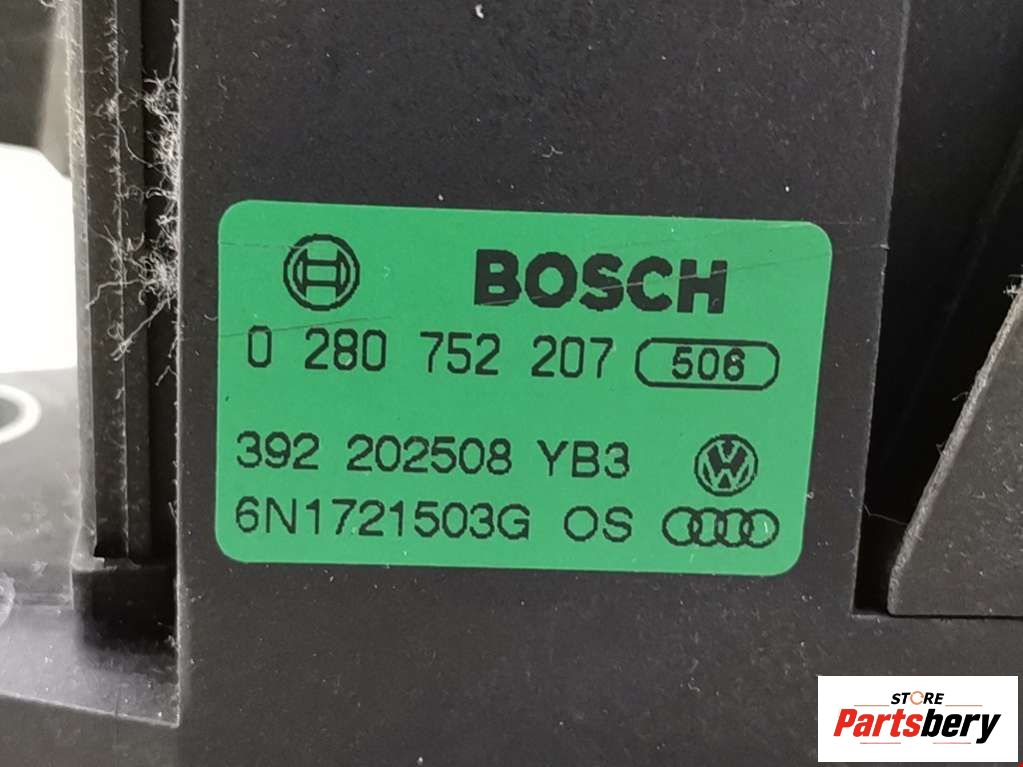 BOSCH
0 280 752 207 506
392 202508 YB3
6N1721503G OS
STORE
Partsbery